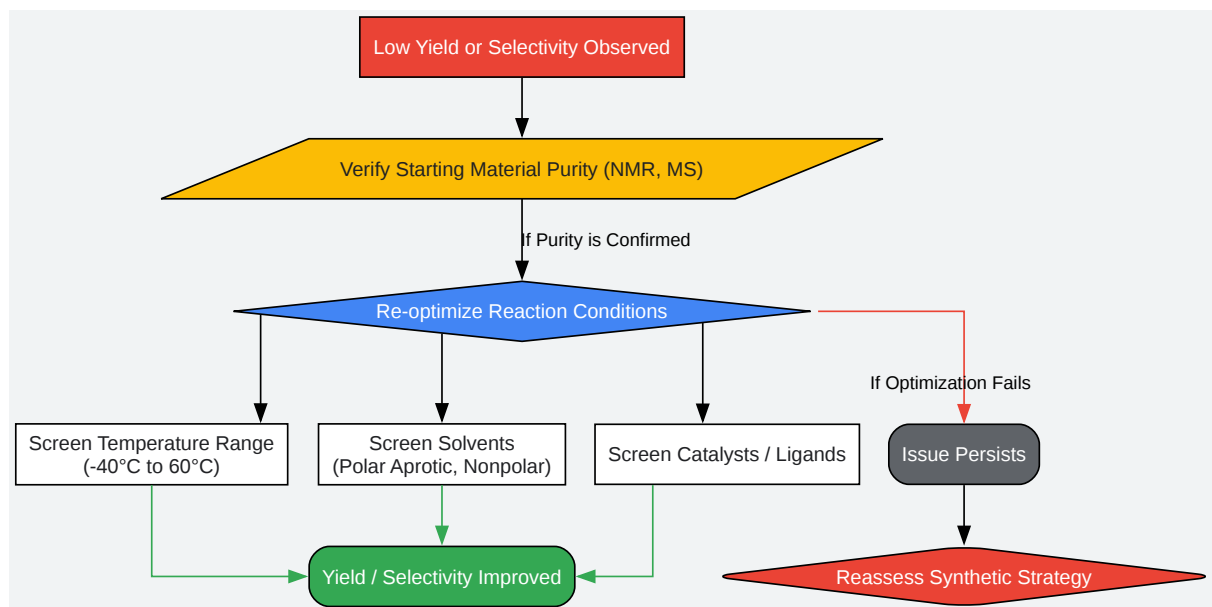 Low Yield or Selectivity Observed
Verify Starting Material Purity (NMR, MS)
If Purity is Confirmed
Re-optimize Reaction Conditions
If Optimization Fails
Screen Temperature Range
(-40°C to 60°C)
Screen Solvents
(Polar Aprotic, Nonpolar)
Screen Catalysts / Ligands
Issue Persists
Yield / Selectivity Improved
Reassess Synthetic Strategy